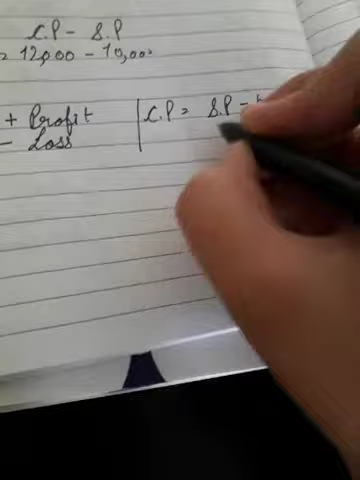 C.P - S.P
= 12,000 - 10,000
+ Profit | C.P = S.P -
- Loss